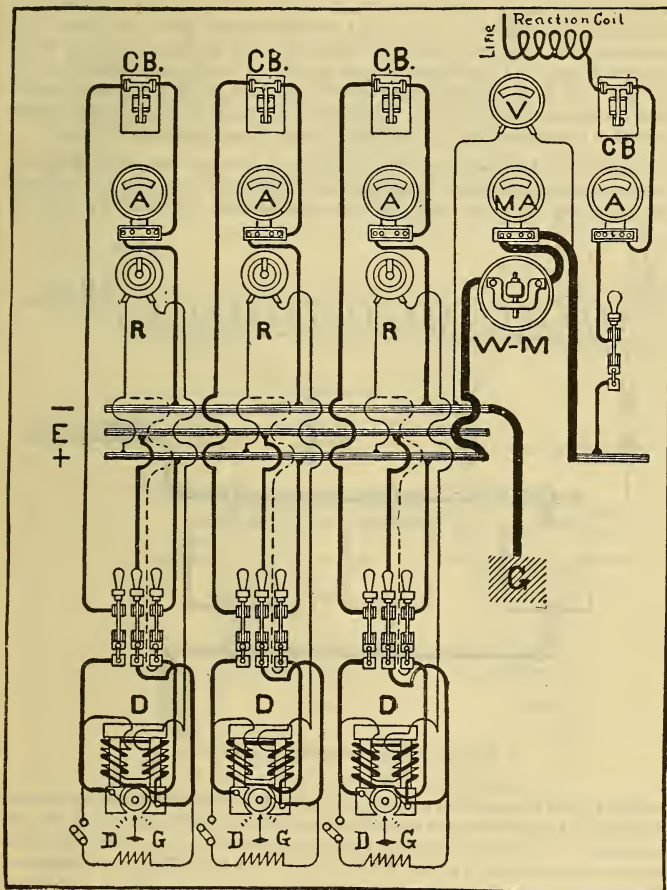 Line Reaction Coil
CB. CB. CB. V CB
A A A MA A
R R R W-M
−
E
+
G
D D D
D G D G D G